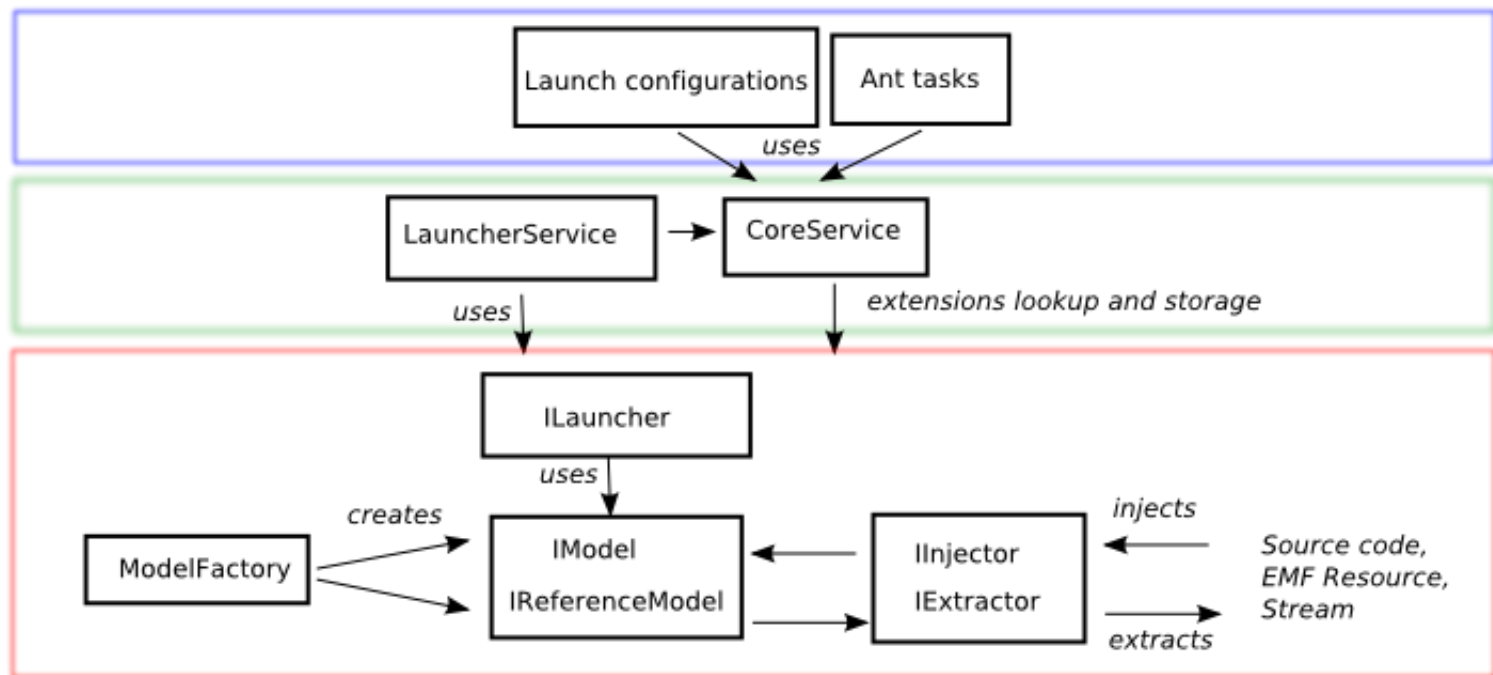 Launch configurations
Ant tasks
uses
LauncherService
CoreService
uses
extensions lookup and storage
ILauncher
uses
creates
injects
ModelFactory
IModel
IReferenceModel
IInjector
IExtractor
Source code,
EMF Resource,
Stream
extracts